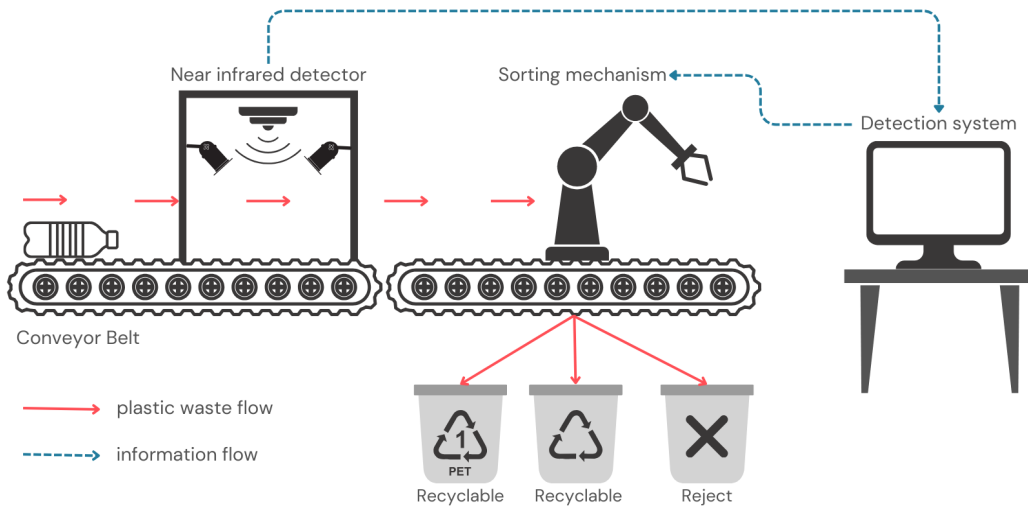 Near infrared detector
Sorting mechanism
Detection system
Conveyor Belt
plastic waste flow
information flow
1
PET
Recyclable
Recyclable
Reject